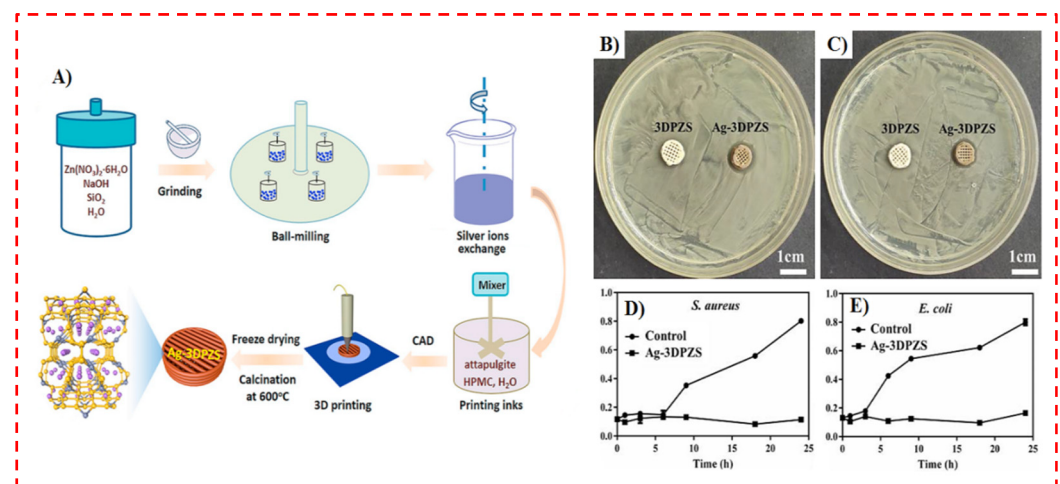 A)
Zn(NO₃)₂·6H₂O
NaOH
SiO₂
H₂O
Grinding
Ball-milling
Silver ions
exchange
Mixer
attapulgite
HPMC, H₂O
Printing inks
CAD
3D printing
Freeze drying
Calcination
at 600°C
Ag-3DPZS
B)
3DPZS Ag-3DPZS
1cm
C)
3DPZS Ag-3DPZS
1cm
D)
S. aureus
Control
Ag-3DPZS
1.0
0.8
0.6
0.4
0.2
0.0
0 5 10 15 20 25
Time (h)
E)
E. coli
Control
Ag-3DPZS
1.0
0.8
0.6
0.4
0.2
0.0
0 5 10 15 20 25
Time (h)